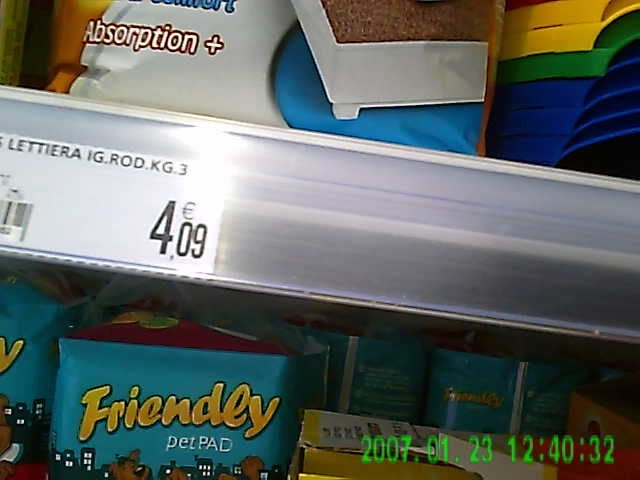 Absorption +
LETTIERA IG.ROD.KG.3
€
4,09
Friendly
petPAD
Friendly
2007.01.23 12:40:32